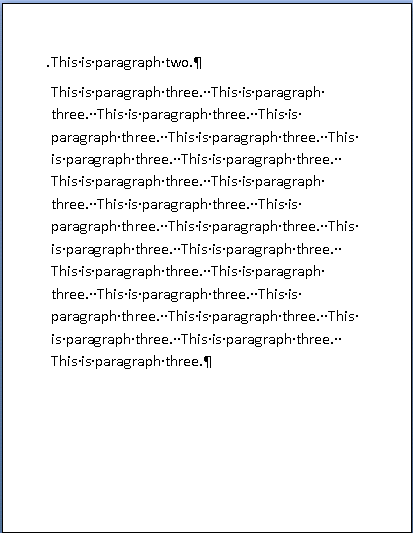 .This·is·paragraph·two.¶
This·is·paragraph·three.··This·is·paragraph·
three.··This·is·paragraph·three.··This·is·
paragraph·three.··This·is·paragraph·three.··This·
is·paragraph·three.··This·is·paragraph·three.··
This·is·paragraph·three.··This·is·paragraph·
three.··This·is·paragraph·three.··This·is·
paragraph·three.··This·is·paragraph·three.··This·
is·paragraph·three.··This·is·paragraph·three.··
This·is·paragraph·three.··This·is·paragraph·
three.··This·is·paragraph·three.··This·is·
paragraph·three.··This·is·paragraph·three.··This·
is·paragraph·three.··This·is·paragraph·three.··
This·is·paragraph·three.¶